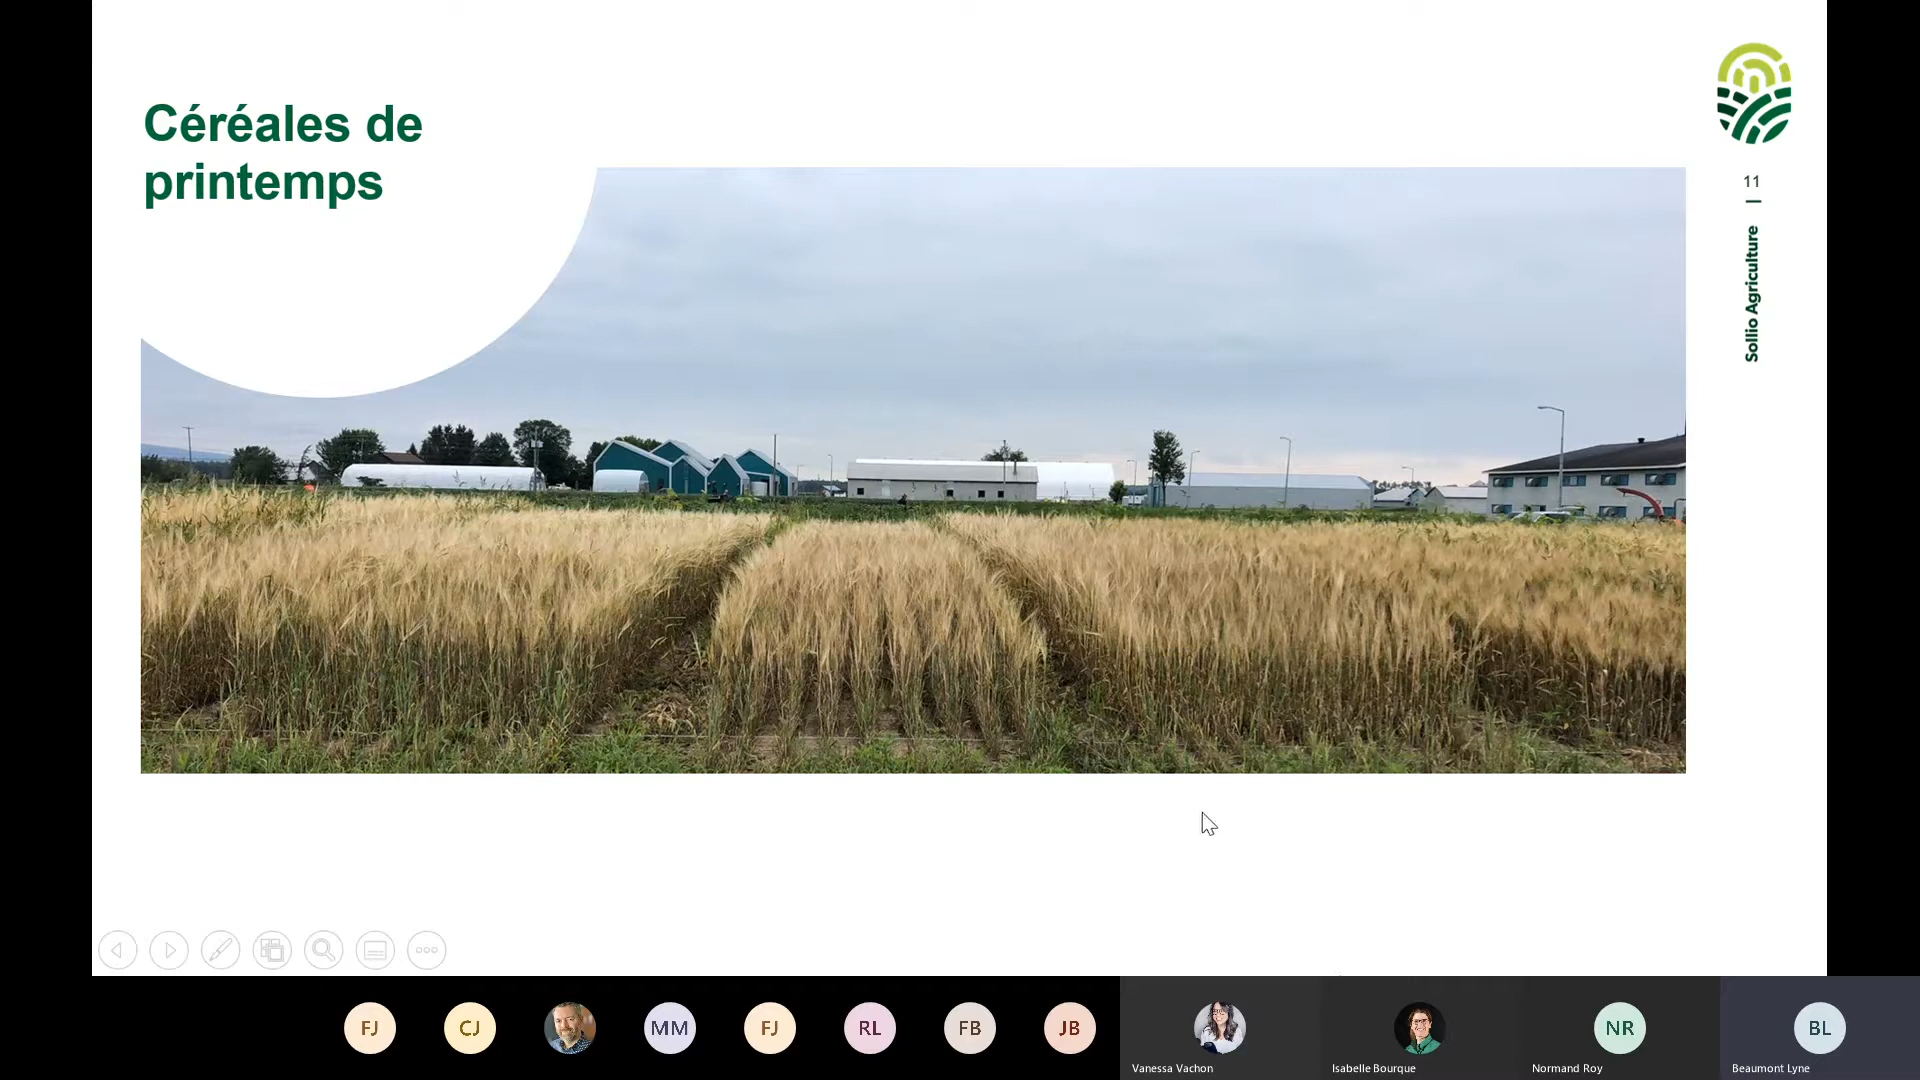 Céréales de
printemps
11
Sollio Agriculture
FJ
CJ
MM
FJ
RL
FB
JB
NR
BL
Vanessa Vachon
Isabelle Bourque
Normand Roy
Beaumont Lyne